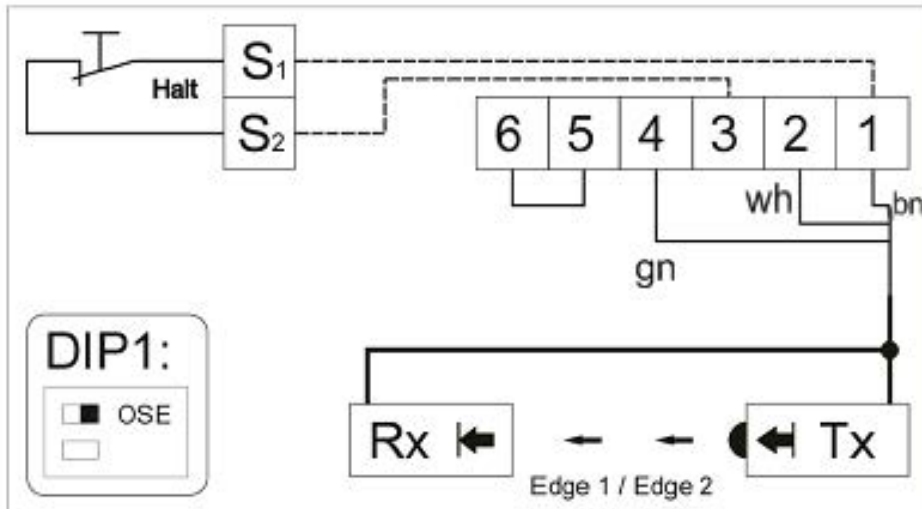 S1
Halt
S2
6 5 4 3 2 1
wh
bn
gn
DIP1:
OSE
Rx
Tx
Edge 1 / Edge 2